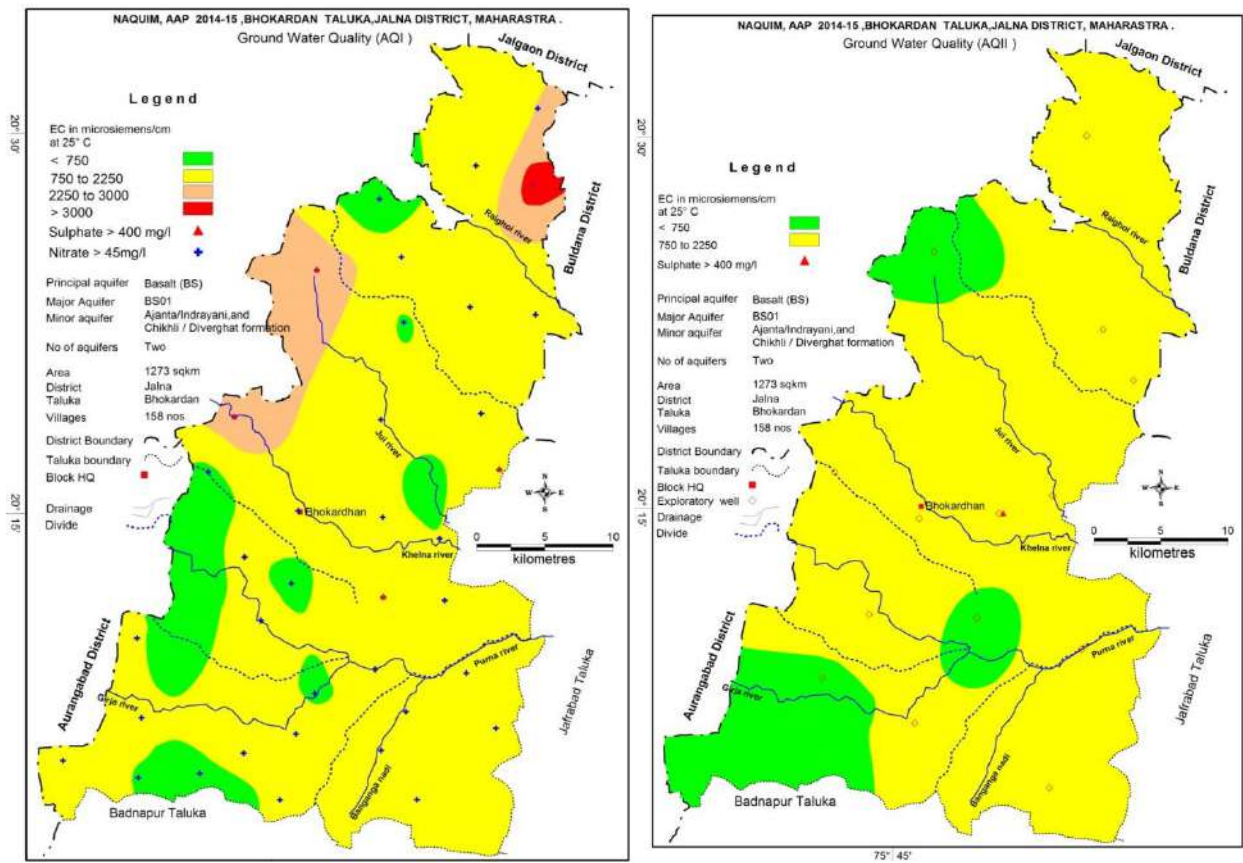 NAQUIM, AAP 2014-15 ,BHOKARDAN TALUKA,JALNA DISTRICT, MAHARASTRA .
Ground Water Quality (AQI )
Jalgaon District
Legend
EC in microsiemens/cm
at 25° C
< 750
750 to 2250
2250 to 3000
> 3000
Sulphate > 400 mg/l
Nitrate > 45mg/l
Principal aquifer Basalt (BS)
Major Aquifer BS01
Minor aquifer Ajanta/Indrayani,and
Chikhli / Diverghat formation
No of aquifers Two
Area 1273 sqkm
District Jalna
Taluka Bhokardan
Villages 158 nos
District Boundary
Taluka boundary
Block HQ
Drainage
Divide
20° 30'
20° 15'
Raighol river
Buldana District
Jui river
Bhokardhan
Khelna river
N
W E
S
0 5 10
kilometres
Aurangabad District
Girja river
Purna river
Banganga nadi
Jafrabad Taluka
Badnapur Taluka
NAQUIM, AAP 2014-15 ,BHOKARDAN TALUKA,JALNA DISTRICT, MAHARASTRA .
Ground Water Quality (AQII )
Jalgaon District
Legend
EC in microsiemens/cm
at 25° C
< 750
750 to 2250
Sulphate > 400 mg/l
Principal aquifer Basalt (BS)
Major Aquifer BS01
Minor aquifer Ajanta/Indrayani,and
Chikhli / Diverghat formation
No of aquifers Two
Area 1273 sqkm
District Jalna
Taluka Bhokardan
Villages 158 nos
District Boundary
Taluka boundary
Block HQ
Exploratory well
Drainage
Divide
20° 30'
20° 15'
Raighol river
Buldana District
Jui river
Bhokardhan
Khelna river
N
W E
S
0 5 10
kilometres
Aurangabad District
Girja river
Purna river
Banganga nadi
Jafrabad Taluka
Badnapur Taluka
75° 45'